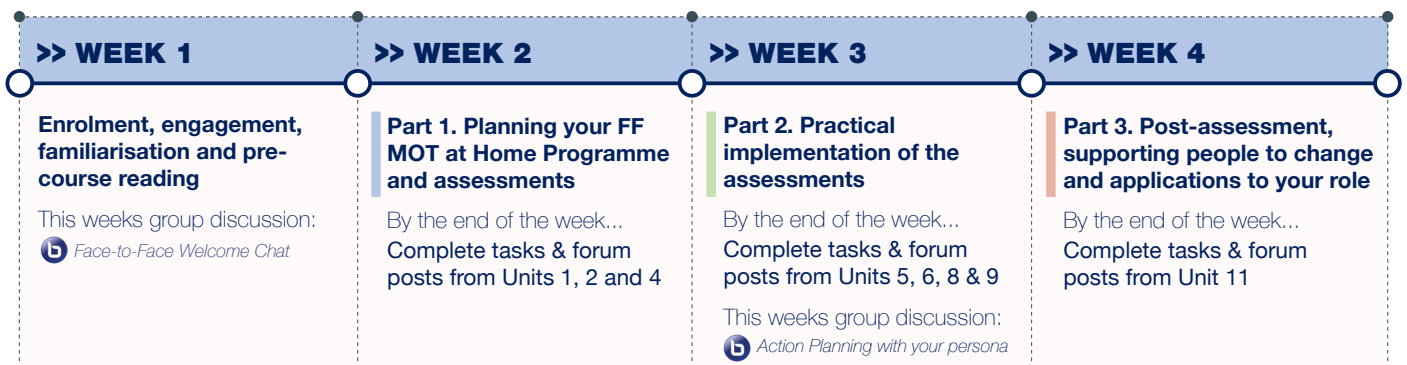 >> WEEK 1
Enrolment, engagement,
familiarisation and pre-
course reading
This weeks group discussion:
b Face-to-Face Welcome Chat
>> WEEK 2
Part 1. Planning your FF
MOT at Home Programme
and assessments
By the end of the week...
Complete tasks & forum
posts from Units 1, 2 and 4
>> WEEK 3
Part 2. Practical
implementation of the
assessments
By the end of the week...
Complete tasks & forum
posts from Units 5, 6, 8 & 9
This weeks group discussion:
b Action Planning with your persona
>> WEEK 4
Part 3. Post-assessment,
supporting people to change
and applications to your role
By the end of the week...
Complete tasks & forum
posts from Unit 11